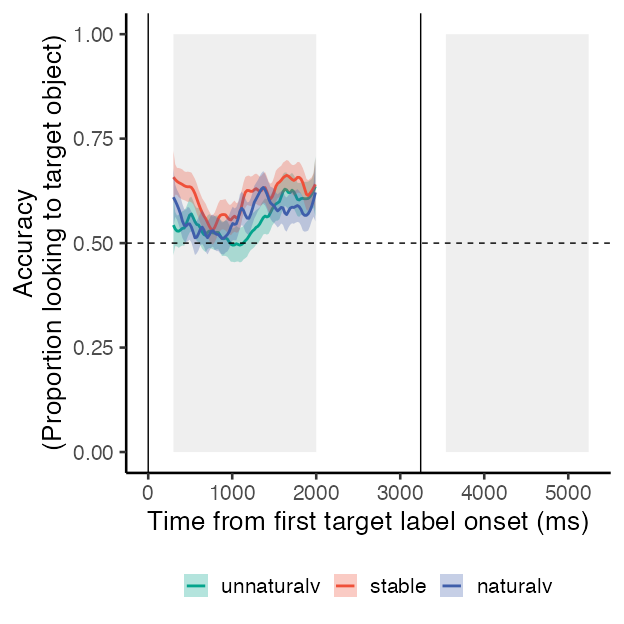 Accuracy
(Proportion looking to target object)
1.00
0.75
0.50
0.25
0.00
0 1000 2000 3000 4000 5000
Time from first target label onset (ms)
unnaturalv stable naturalv